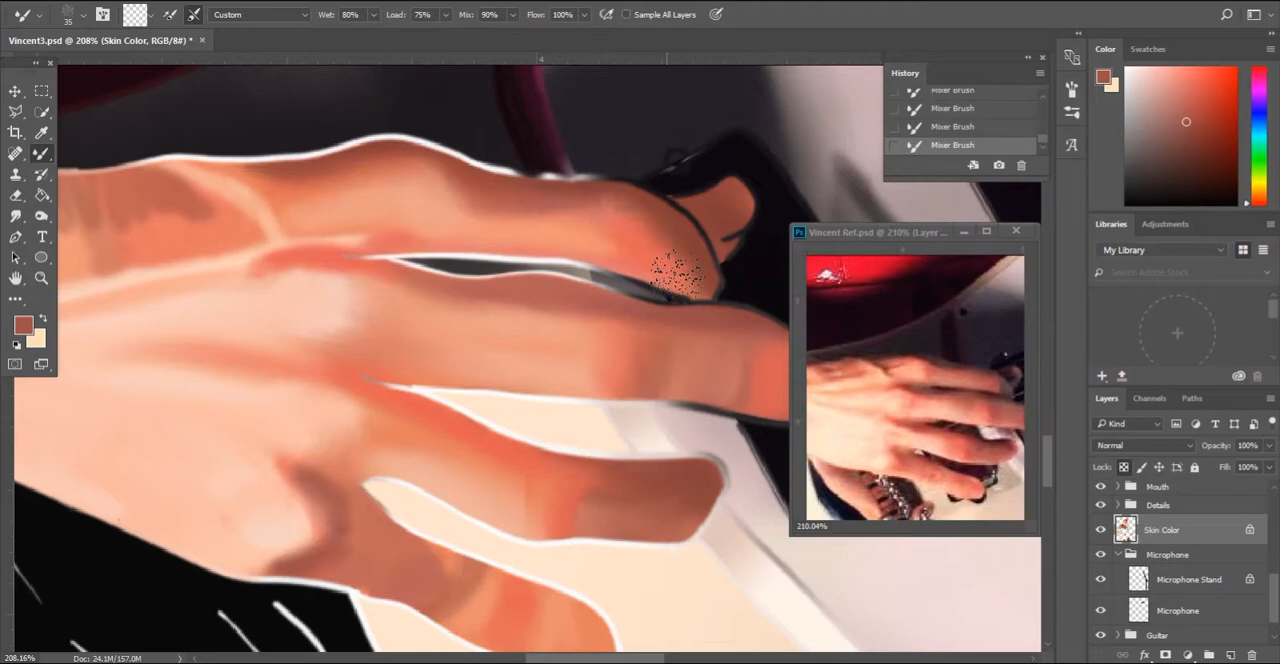 35 Custom Wet: 80% Load: 75% Mix: 90% Flow: 100% Sample All Layers
Vincent3.psd @ 208% (Skin Color, RGB/8#) * ×
4
History
Mixer Brush
Mixer Brush
Mixer Brush
Mixer Brush
Color Swatches
Libraries Adjustments
My Library
Search Adobe Stock
Ps Vincent Ref.psd @ 210% (Layer ...
210.04%
Layers Channels Paths
Kind
Normal Opacity: 100%
Lock: Fill: 100%
Mouth
Details
Skin Color
Microphone
Microphone Stand
Microphone
Guitar
208.16% Doc: 24.1M/157.0M